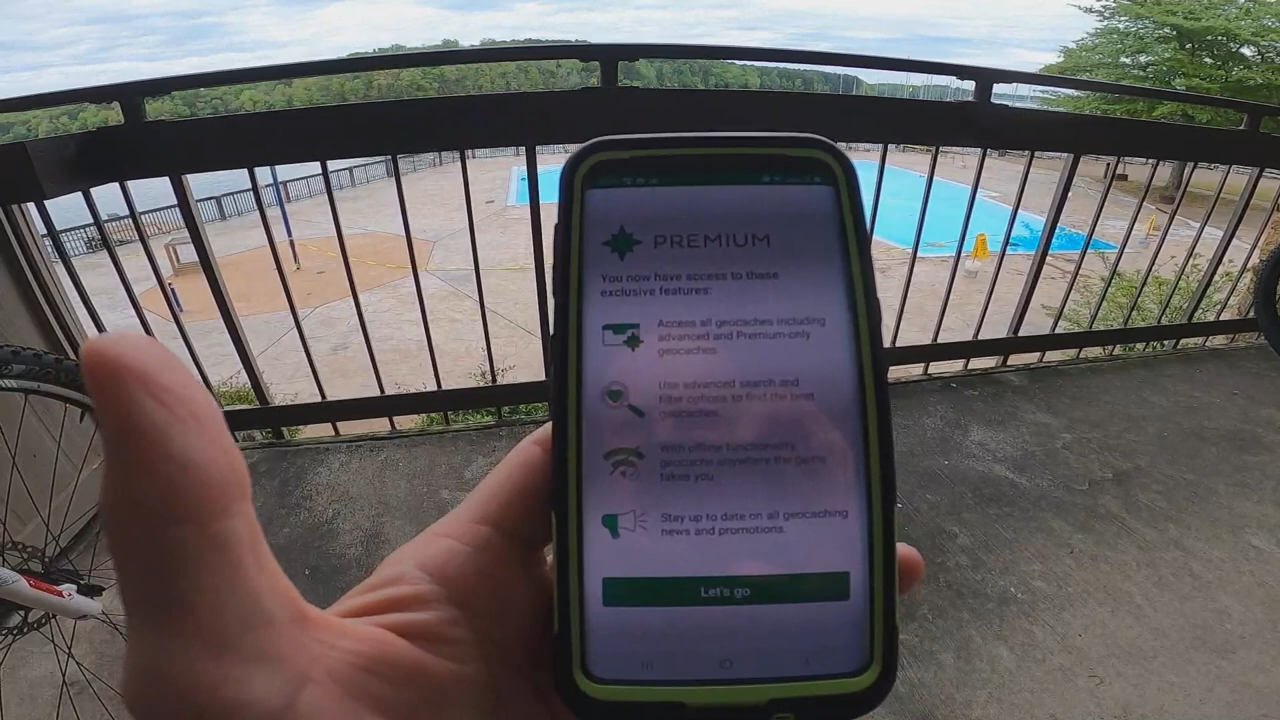 PREMIUM
You now have access to these
exclusive features:
Access all geocaches including
advanced and Premium-only
geocaches.
Use advanced search and
filter options to find the best
geocaches.
With offline functionality,
geocache anywhere the game
takes you.
Stay up to date on all geocaching
news and promotions.
Let's go